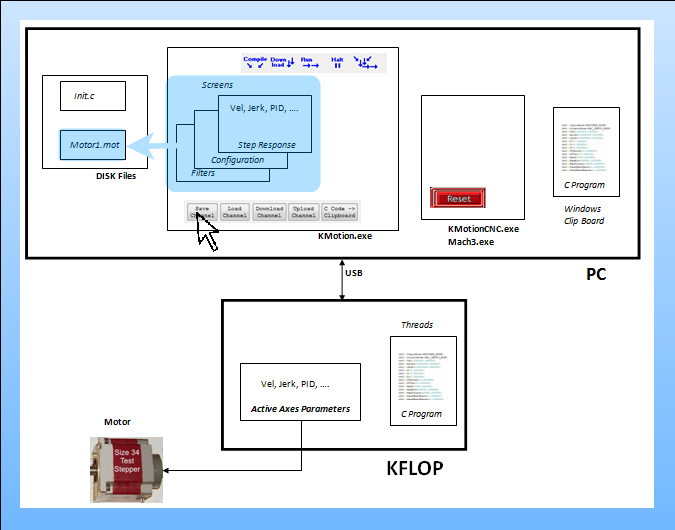 Compile
Down load
Run
Halt
Init.c
Motor1.mot
DISK Files
Screens
Vel, Jerk, PID, ....
Step Response
Configuration
Filters
Save Channel
Load Channel
Download Channel
Upload Channel
C Code -> Clipboard
KMotion.exe
Reset
KMotionCNC.exe
Mach3.exe
C Program
Windows
Clip Board
PC
USB
Threads
Vel, Jerk, PID, ....
Active Axes Parameters
C Program
KFLOP
Motor
Size 34
Test
Stepper